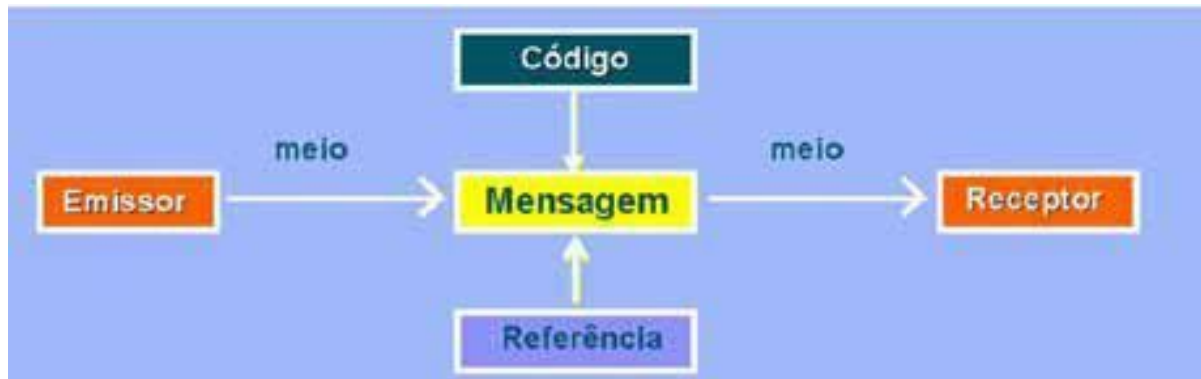 Código
meio
meio
Emissor
Mensagem
Receptor
Referência